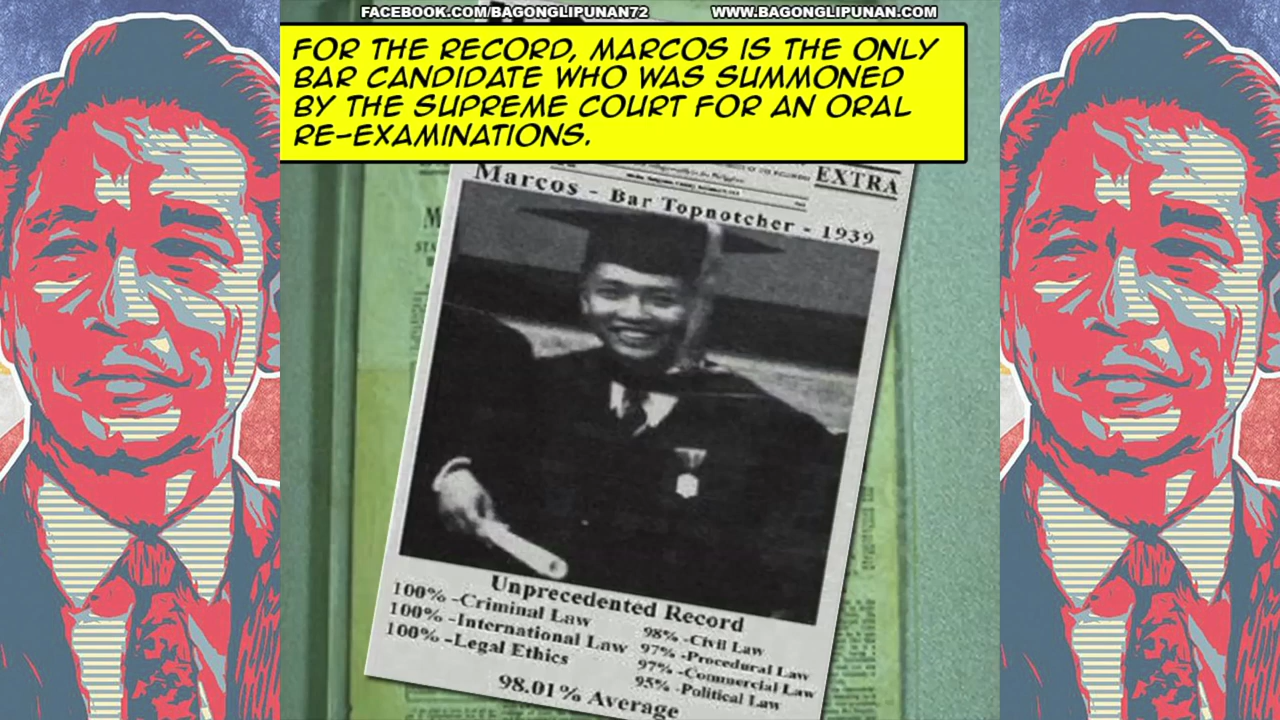 FACEBOOK.COM/BAGONGLIPUNAN72 WWW.BAGONGLIPUNAN.COM
FOR THE RECORD, MARCOS IS THE ONLY
BAR CANDIDATE WHO WAS SUMMONED
BY THE SUPREME COURT FOR AN ORAL
RE-EXAMINATIONS.
EXTRA
Marcos - Bar Topnotcher - 1939
Unprecedented Record
100% -Criminal Law
100% -International Law
100% -Legal Ethics
98% -Civil Law
97% -Procedural Law
97% -Commercial Law
95% -Political Law
98.01% Average